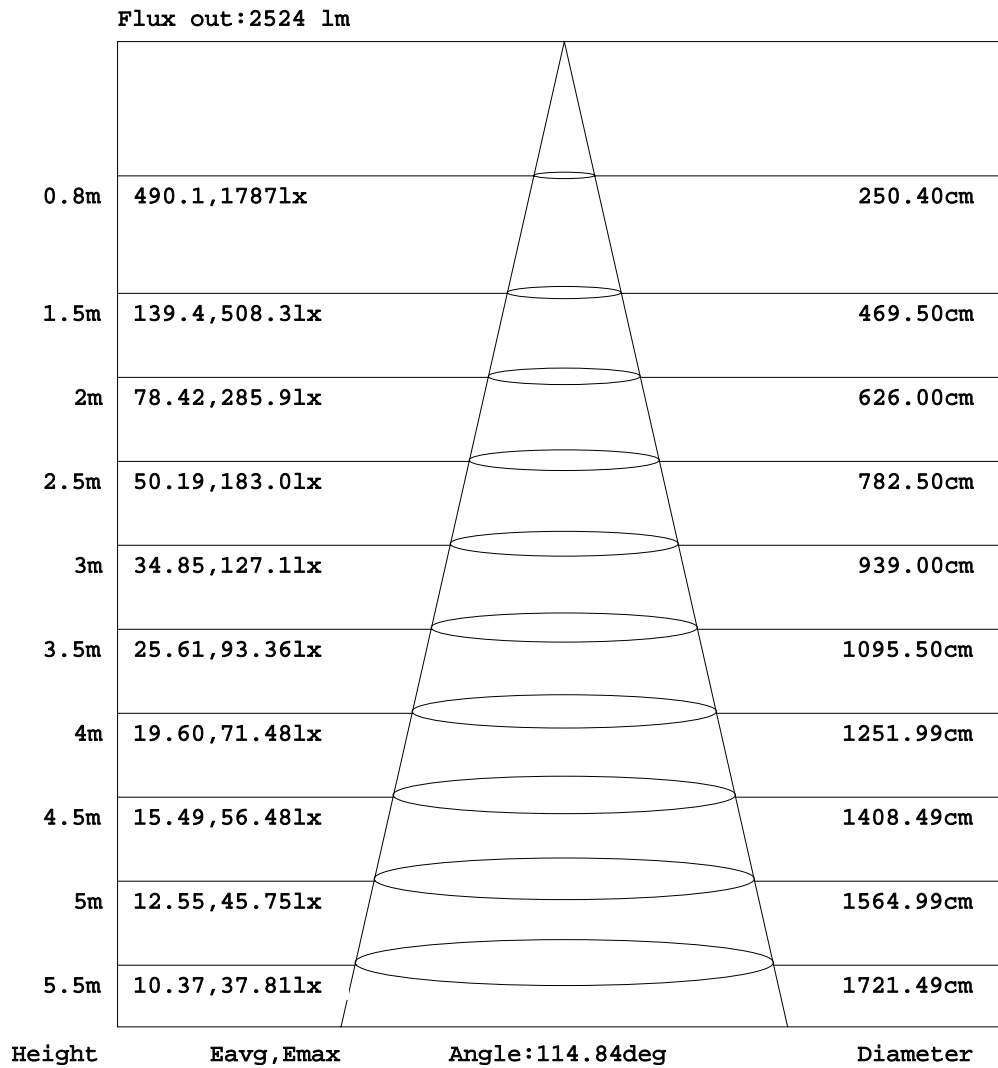 Flux out:2524 lm
0.8m 490.1,1787lx 250.40cm
1.5m 139.4,508.3lx 469.50cm
2m 78.42,285.9lx 626.00cm
2.5m 50.19,183.0lx 782.50cm
3m 34.85,127.1lx 939.00cm
3.5m 25.61,93.36lx 1095.50cm
4m 19.60,71.48lx 1251.99cm
4.5m 15.49,56.48lx 1408.49cm
5m 12.55,45.75lx 1564.99cm
5.5m 10.37,37.81lx 1721.49cm
Height Eavg,Emax Angle:114.84deg Diameter